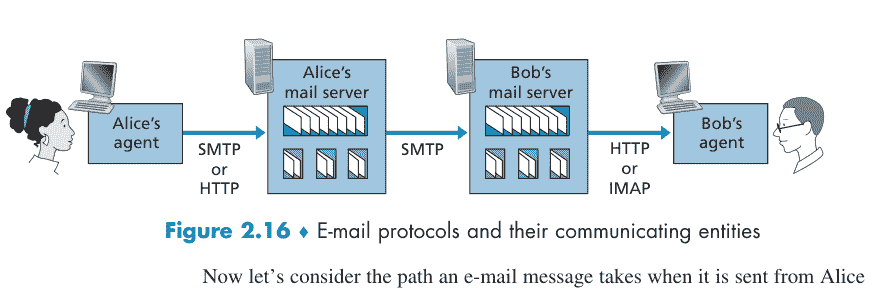 Alice's
agent
SMTP
or
HTTP
Alice's
mail server
SMTP
Bob's
mail server
HTTP
or
IMAP
Bob's
agent
Figure 2.16 ♦ E-mail protocols and their communicating entities
Now let’s consider the path an e-mail message takes when it is sent from Alice